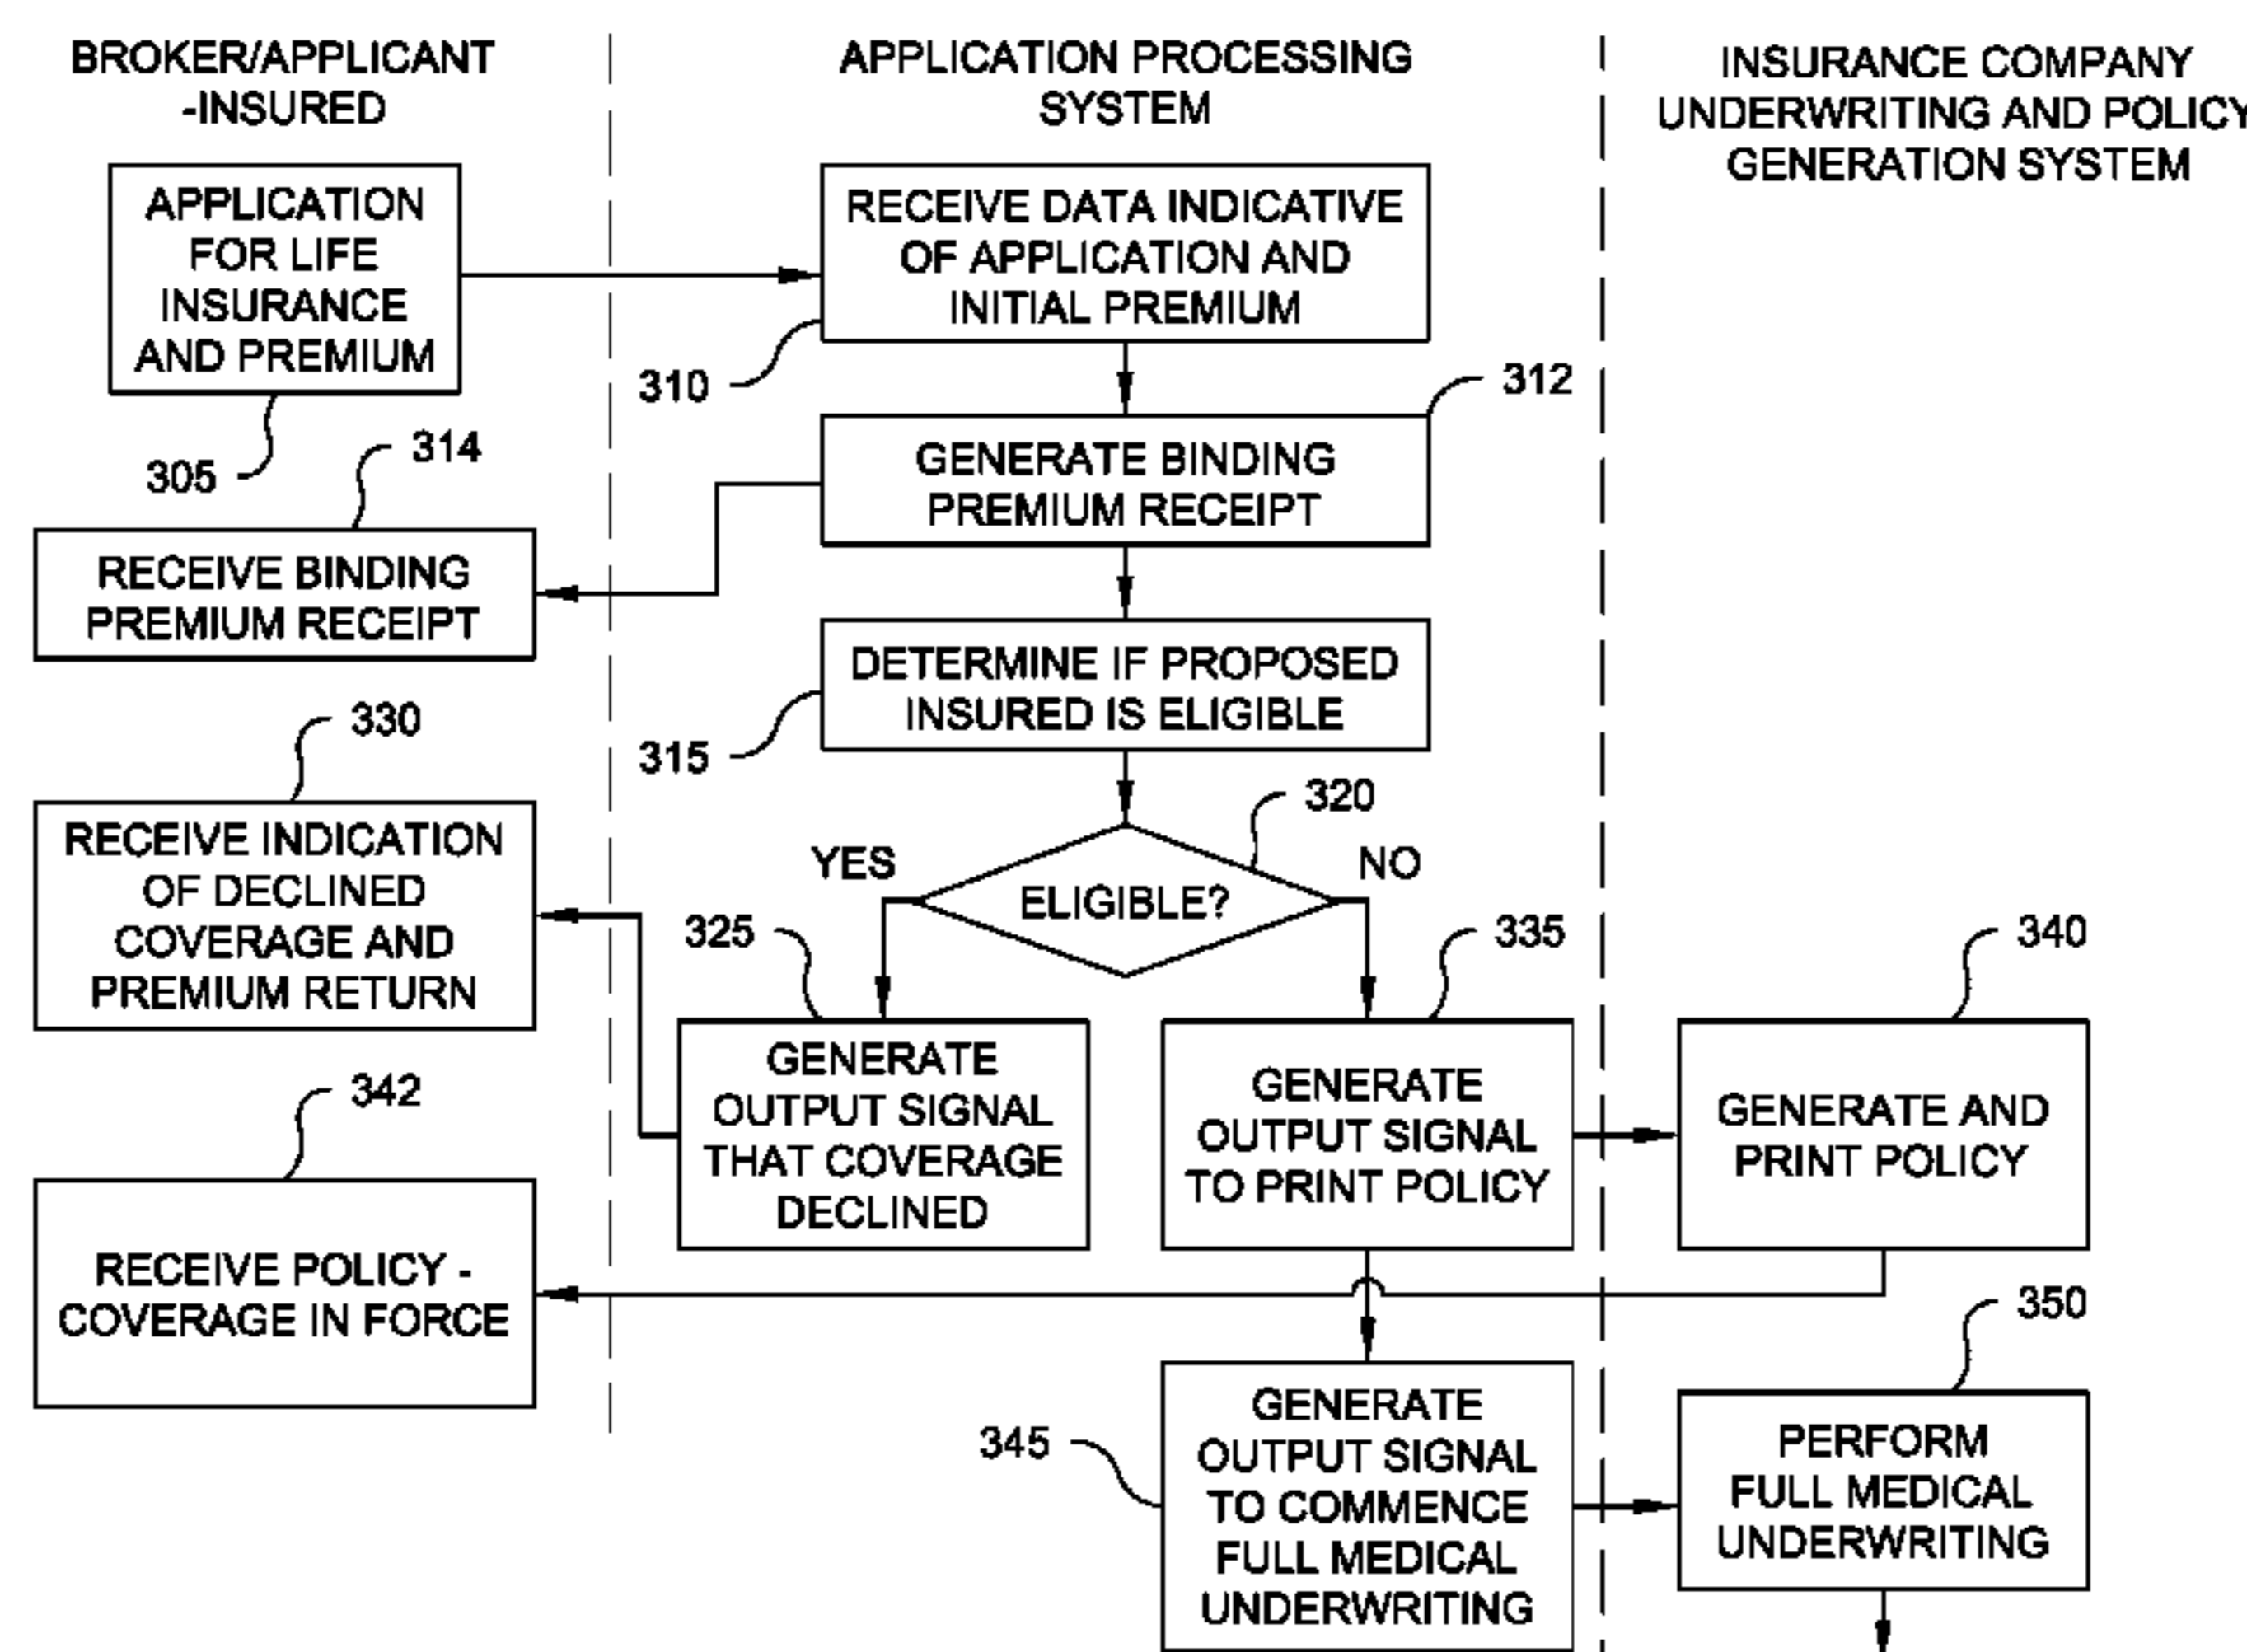 BROKER/APPLICANT
-INSURED
APPLICATION PROCESSING
SYSTEM
INSURANCE COMPANY
UNDERWRITING AND POLICY
GENERATION SYSTEM
APPLICATION
FOR LIFE
INSURANCE
AND PREMIUM
305
RECEIVE DATA INDICATIVE
OF APPLICATION AND
INITIAL PREMIUM
310
312
GENERATE BINDING
PREMIUM RECEIPT
314
RECEIVE BINDING
PREMIUM RECEIPT
DETERMINE IF PROPOSED
INSURED IS ELIGIBLE
315
320
YES
ELIGIBLE?
NO
330
RECEIVE INDICATION
OF DECLINED
COVERAGE AND
PREMIUM RETURN
325
GENERATE
OUTPUT SIGNAL
THAT COVERAGE
DECLINED
335
GENERATE
OUTPUT SIGNAL
TO PRINT POLICY
340
GENERATE AND
PRINT POLICY
342
RECEIVE POLICY -
COVERAGE IN FORCE
345
GENERATE
OUTPUT SIGNAL
TO COMMENCE
FULL MEDICAL
UNDERWRITING
350
PERFORM
FULL MEDICAL
UNDERWRITING